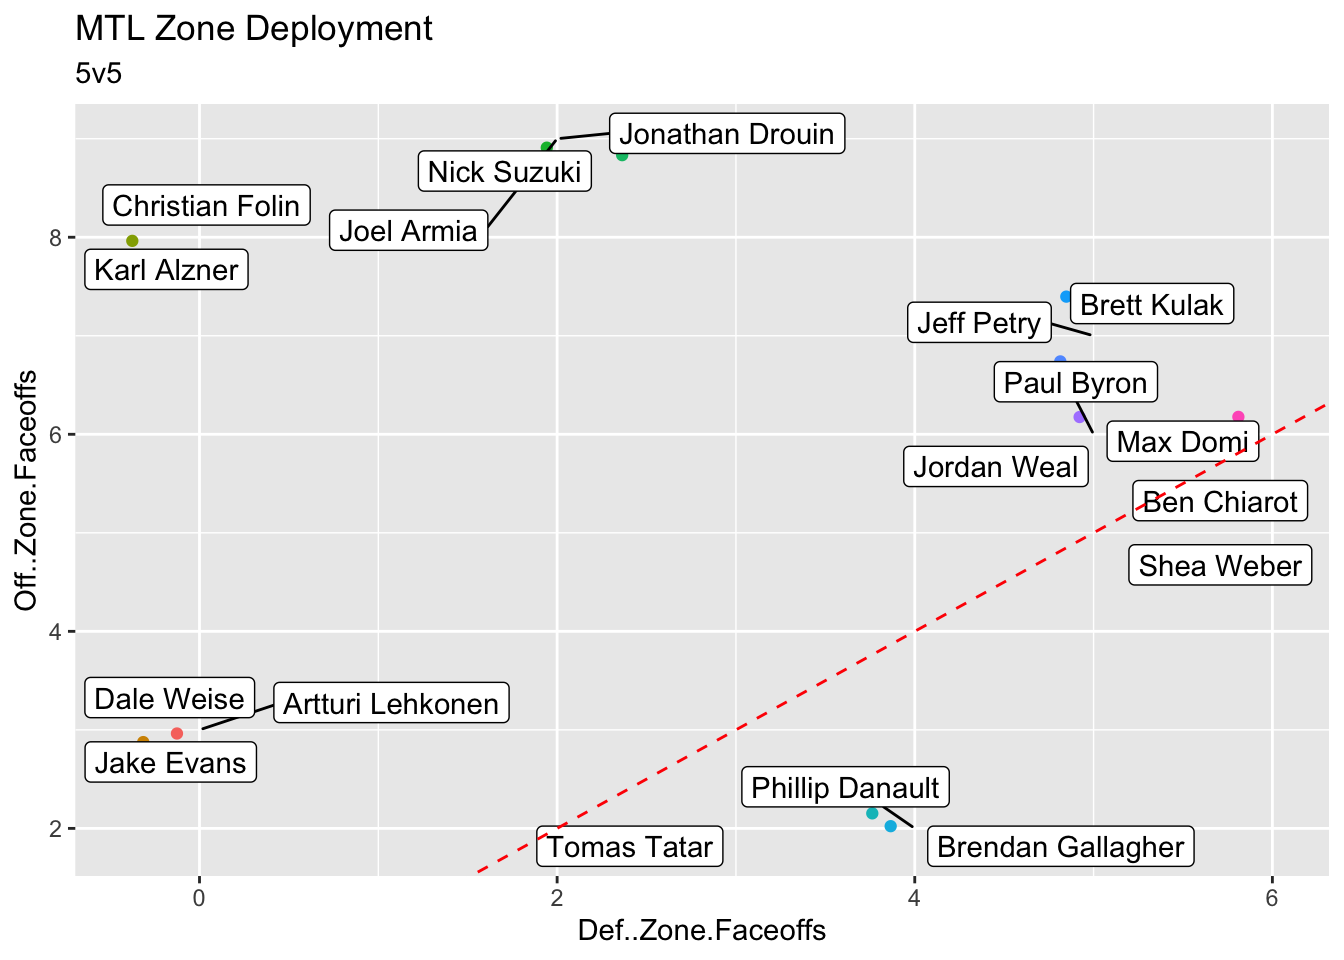 MTL Zone Deployment
5v5
Off..Zone.Faceoffs
8
6
4
2
Jonathan Drouin
Nick Suzuki
Christian Folin
Joel Armia
Karl Alzner
Brett Kulak
Jeff Petry
Paul Byron
Max Domi
Jordan Weal
Ben Chiarot
Shea Weber
Dale Weise
Artturi Lehkonen
Jake Evans
Phillip Danault
Tomas Tatar
Brendan Gallagher
0
2
4
6
Def..Zone.Faceoffs